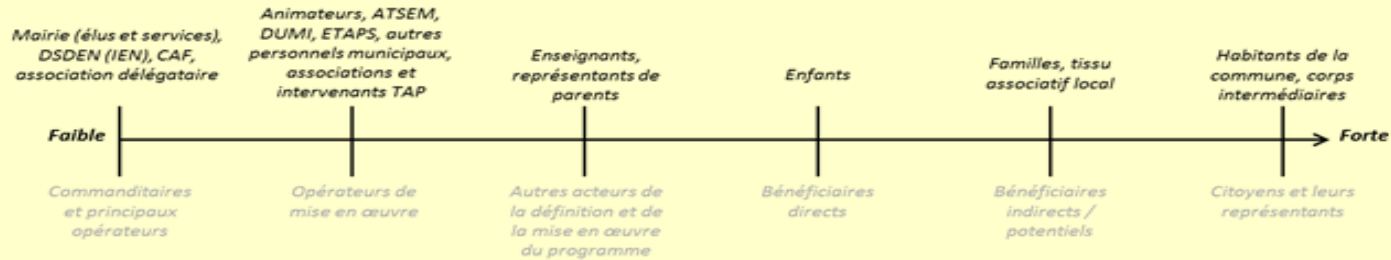 Mairie (élus et services),
DSDEN (IEN), CAF,
association délégataire
Animateurs, ATSEM,
DUMI, ETAPS, autres
personnels municipaux,
associations et
intervenants TAP
Enseignants,
représentants de
parents
Enfants
Familles, tissu
associatif local
Habitants de la
commune, corps
intermédiaires
Faible
Forte
Commanditaires
et principaux
opérateurs
Opérateurs de
mise en œuvre
Autres acteurs de
la définition et de
la mise en œuvre
du programme
Bénéficiaires
directs
Bénéficiaires
indirects /
potentiels
Citoyens et leurs
représentants